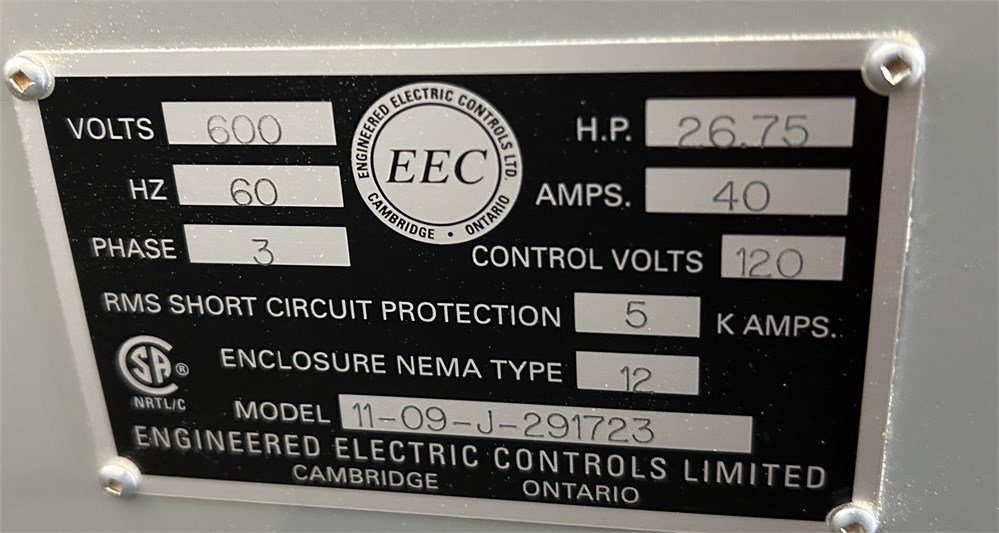 VOLTS 600
HZ 60
PHASE 3
ENGINEERED ELECTRIC CONTROLS LTD.
EEC
CAMBRIDGE • ONTARIO
H.P. 26.75
AMPS. 40
CONTROL VOLTS 120
RMS SHORT CIRCUIT PROTECTION 5 K AMPS.
SA ®
NRTL/C
ENCLOSURE NEMA TYPE 12
MODEL 11-09-J-291723
ENGINEERED ELECTRIC CONTROLS LIMITED
CAMBRIDGE ONTARIO